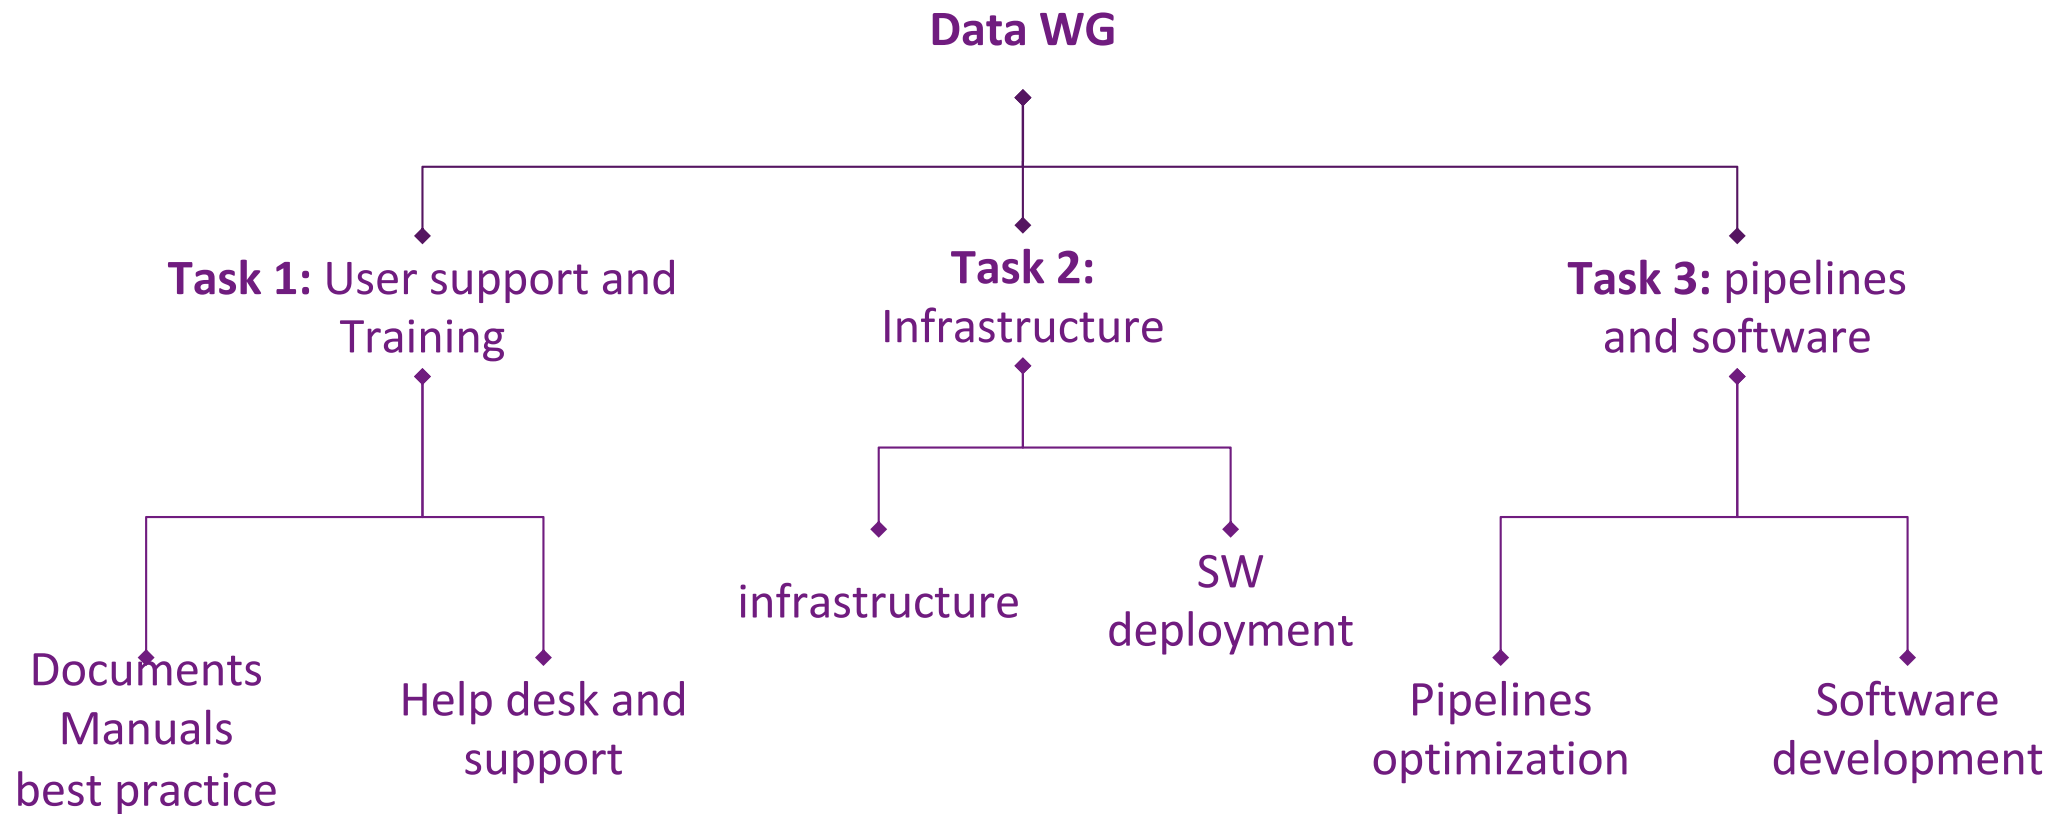 Data WG
Task 1: User support and
Training
Task 2:
Infrastructure
Task 3: pipelines
and software
Documents
Manuals
best practice
Help desk and
support
infrastructure
SW
deployment
Pipelines
optimization
Software
development